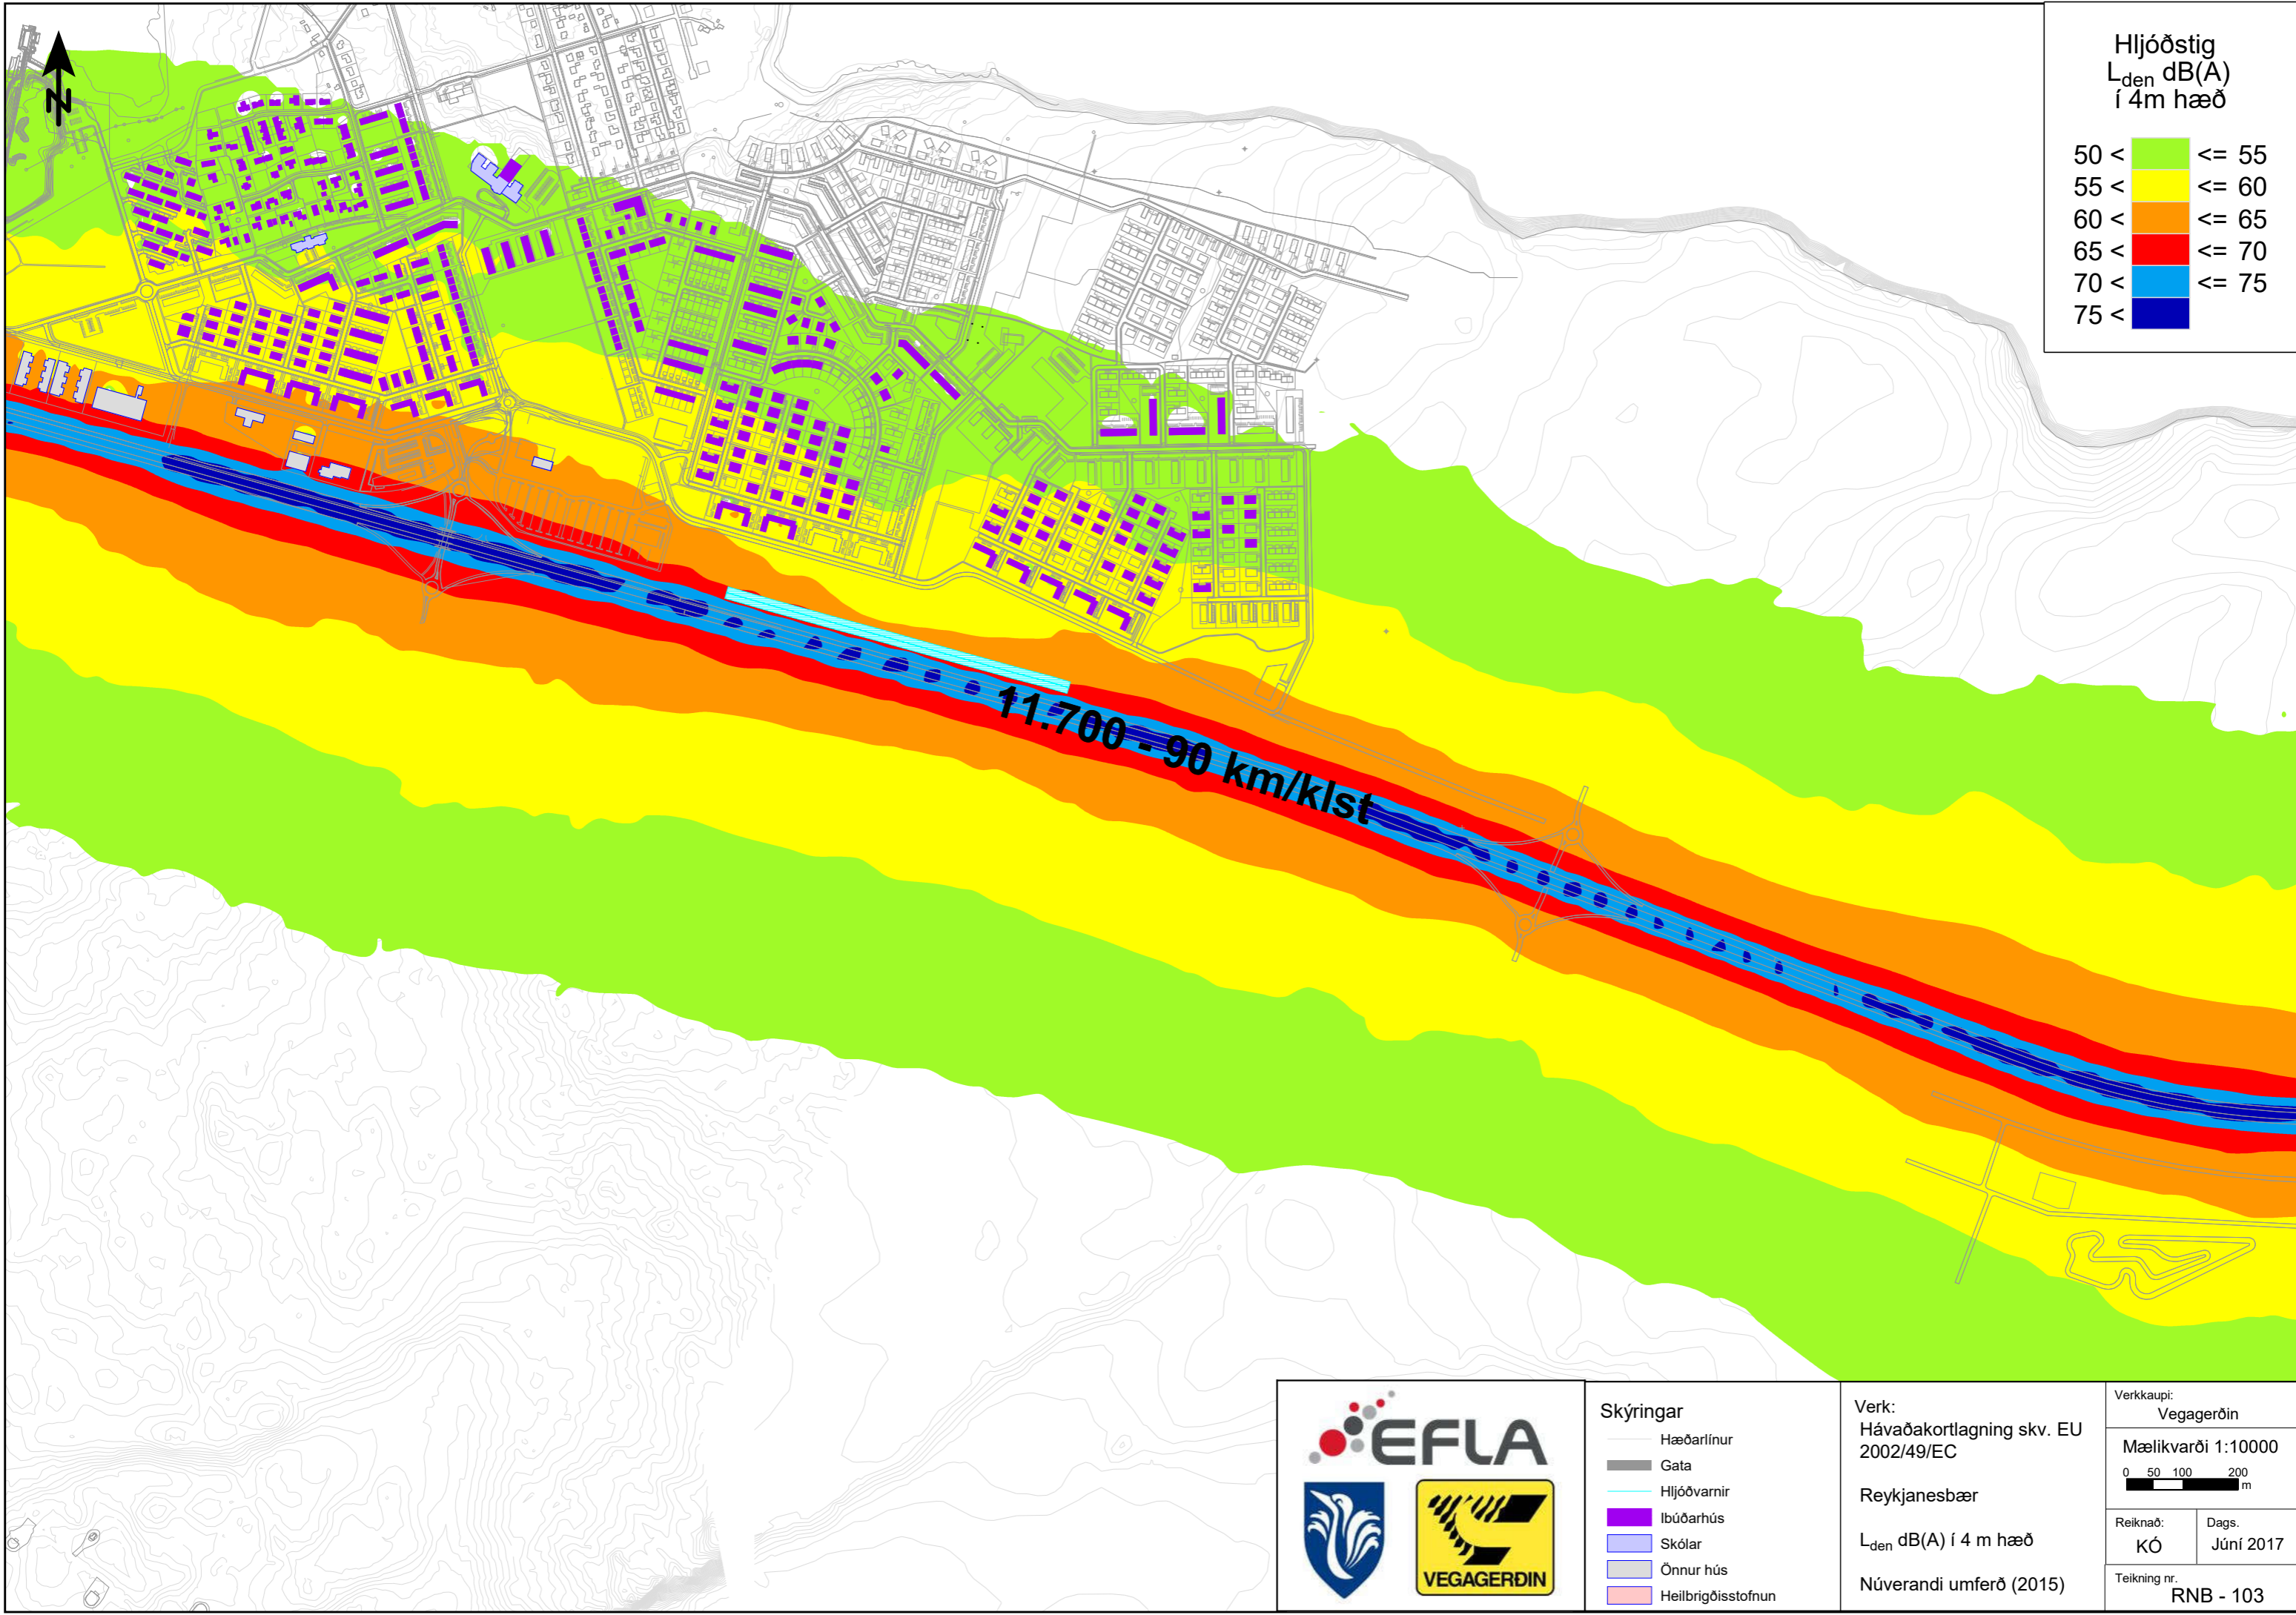 N
Hljóðstig
Lden dB(A)
í 4m hæð
50 < <= 55
55 < <= 60
60 < <= 65
65 < <= 70
70 < <= 75
75 <
11.700 - 90 km/klst
EFLA
VEGAGERÐIN
Skýringar
Hæðarlínur
Gata
Hljóðvarnir
Ibúðarhús
Skólar
Önnur hús
Heilbrigðisstofnun
Verk:
Hávaðakortlagning skv. EU
2002/49/EC
Reykjanesbær
Lden dB(A) í 4 m hæð
Núverandi umferð (2015)
Verkkaupi:
Vegagerðin
Mælikvarði 1:10000
0 50 100 200
m
Reiknað:
KÓ
Dags.
Júní 2017
Teikning nr.
RNB - 103